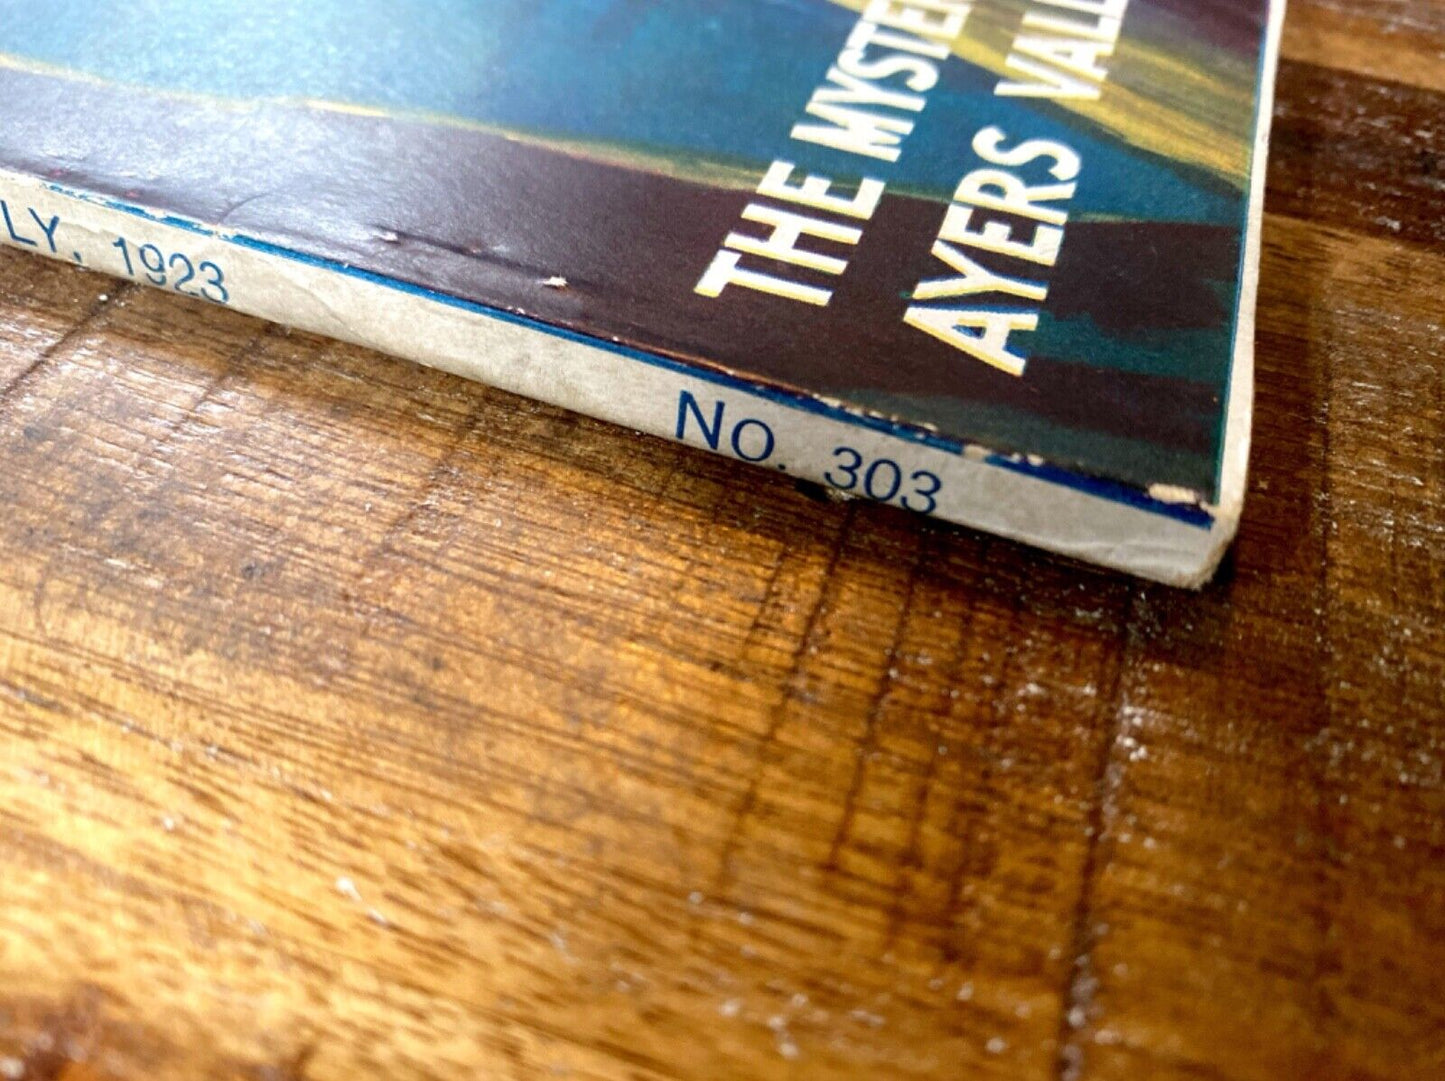 THE MYSTER
AYERS VALL
LY, 1923
No. 303